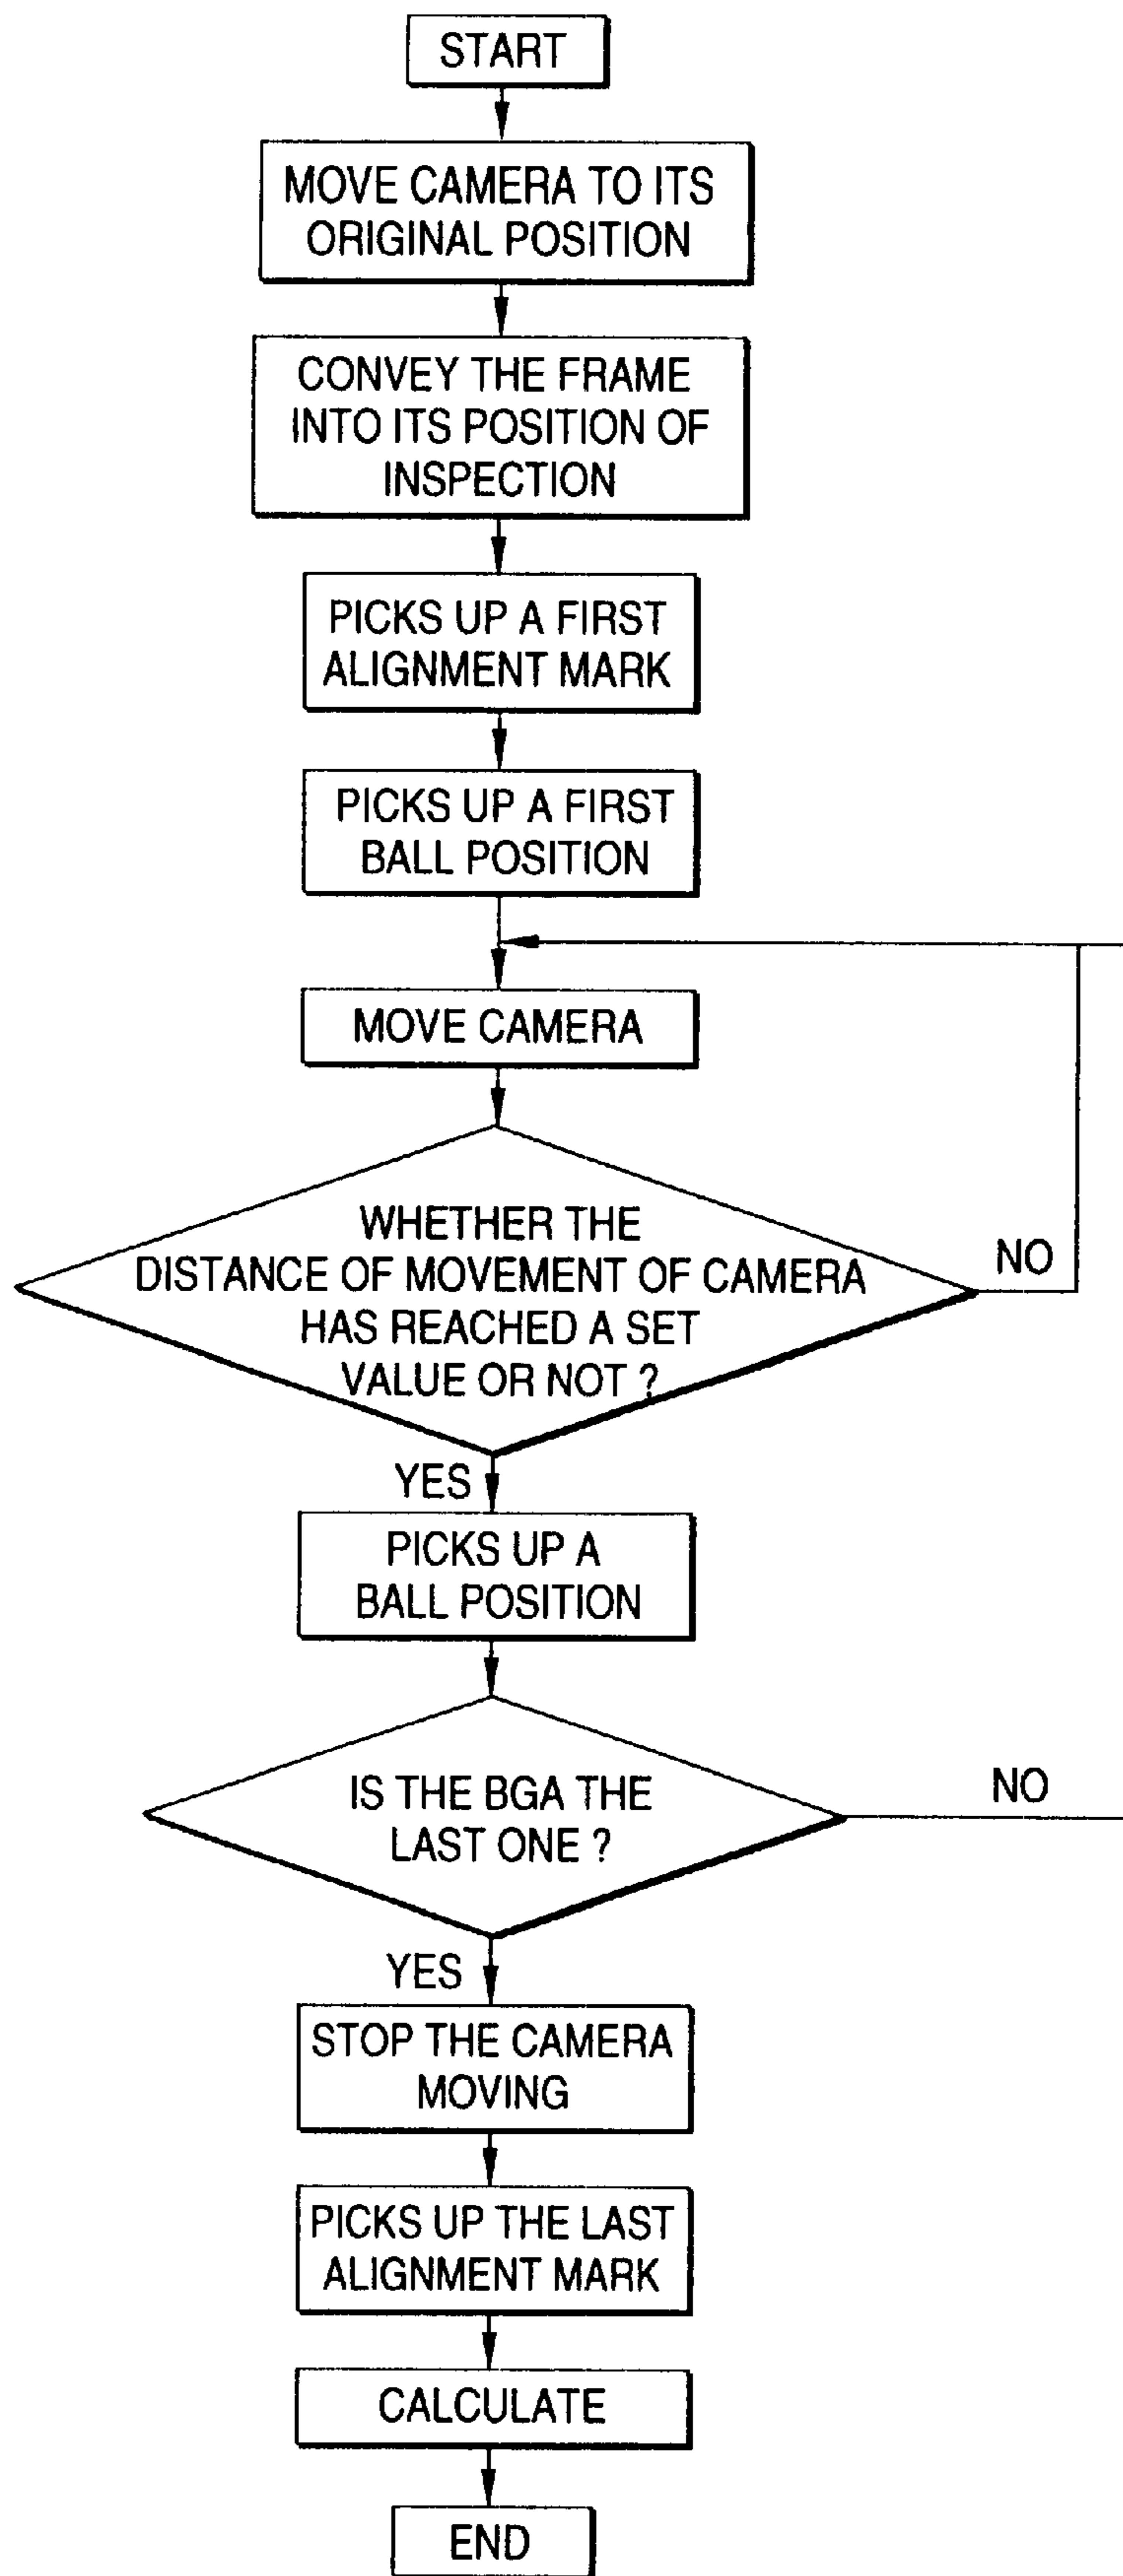 START
MOVE CAMERA TO ITS
ORIGINAL POSITION
CONVEY THE FRAME
INTO ITS POSITION OF
INSPECTION
PICKS UP A FIRST
ALIGNMENT MARK
PICKS UP A FIRST
BALL POSITION
MOVE CAMERA
WHETHER THE
DISTANCE OF MOVEMENT OF CAMERA
HAS REACHED A SET
VALUE OR NOT ?
NO
YES
PICKS UP A
BALL POSITION
IS THE BGA THE
LAST ONE ?
NO
YES
STOP THE CAMERA
MOVING
PICKS UP THE LAST
ALIGNMENT MARK
CALCULATE
END